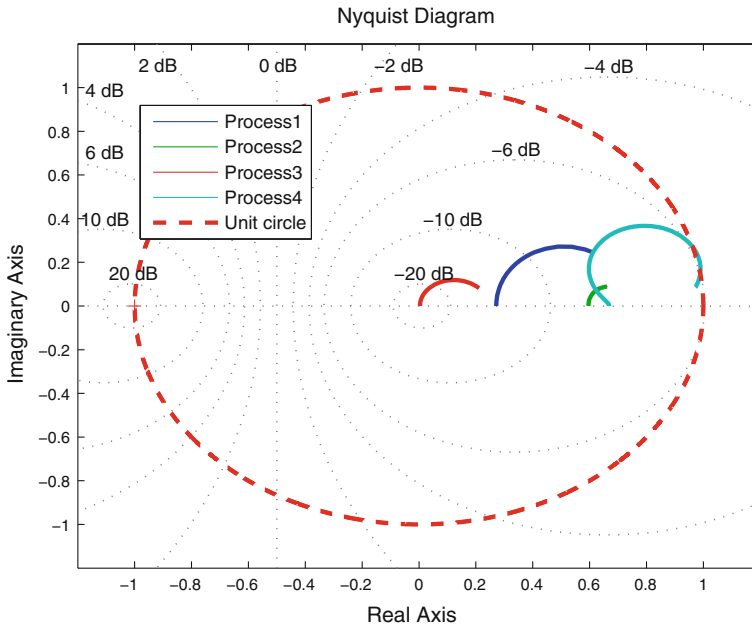 Nyquist Diagram
2 dB
0 dB
−2 dB
−4 dB
4 dB
6 dB
−6 dB
10 dB
−10 dB
20 dB
−20 dB
Process1
Process2
Process3
Process4
Unit circle
Imaginary Axis
1
0.8
0.6
0.4
0.2
0
−0.2
−0.4
−0.6
−0.8
−1
−1
−0.8
−0.6
−0.4
−0.2
0
0.2
0.4
0.6
0.8
1
Real Axis